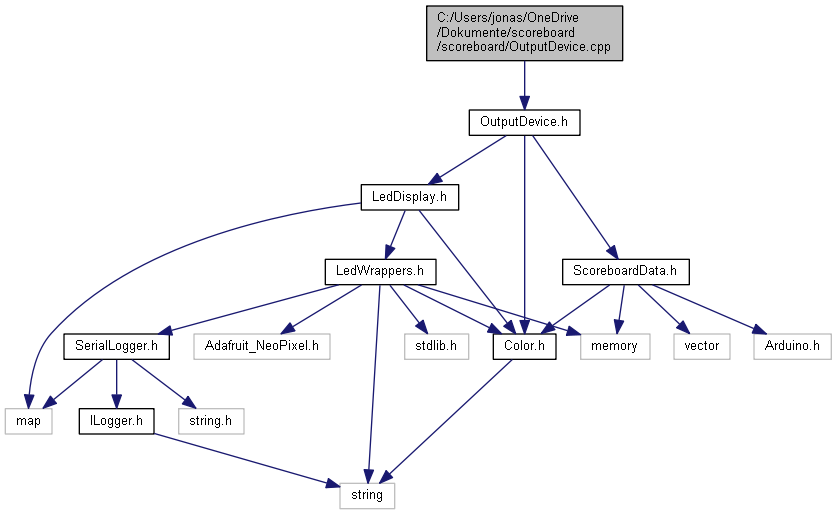 C:/Users/jonas/OneDrive
/Dokumente/scoreboard
/scoreboard/OutputDevice.cpp
OutputDevice.h
LedDisplay.h
LedWrappers.h
ScoreboardData.h
SerialLogger.h
Adafruit_NeoPixel.h
stdlib.h
Color.h
memory
vector
Arduino.h
map
ILogger.h
string.h
string